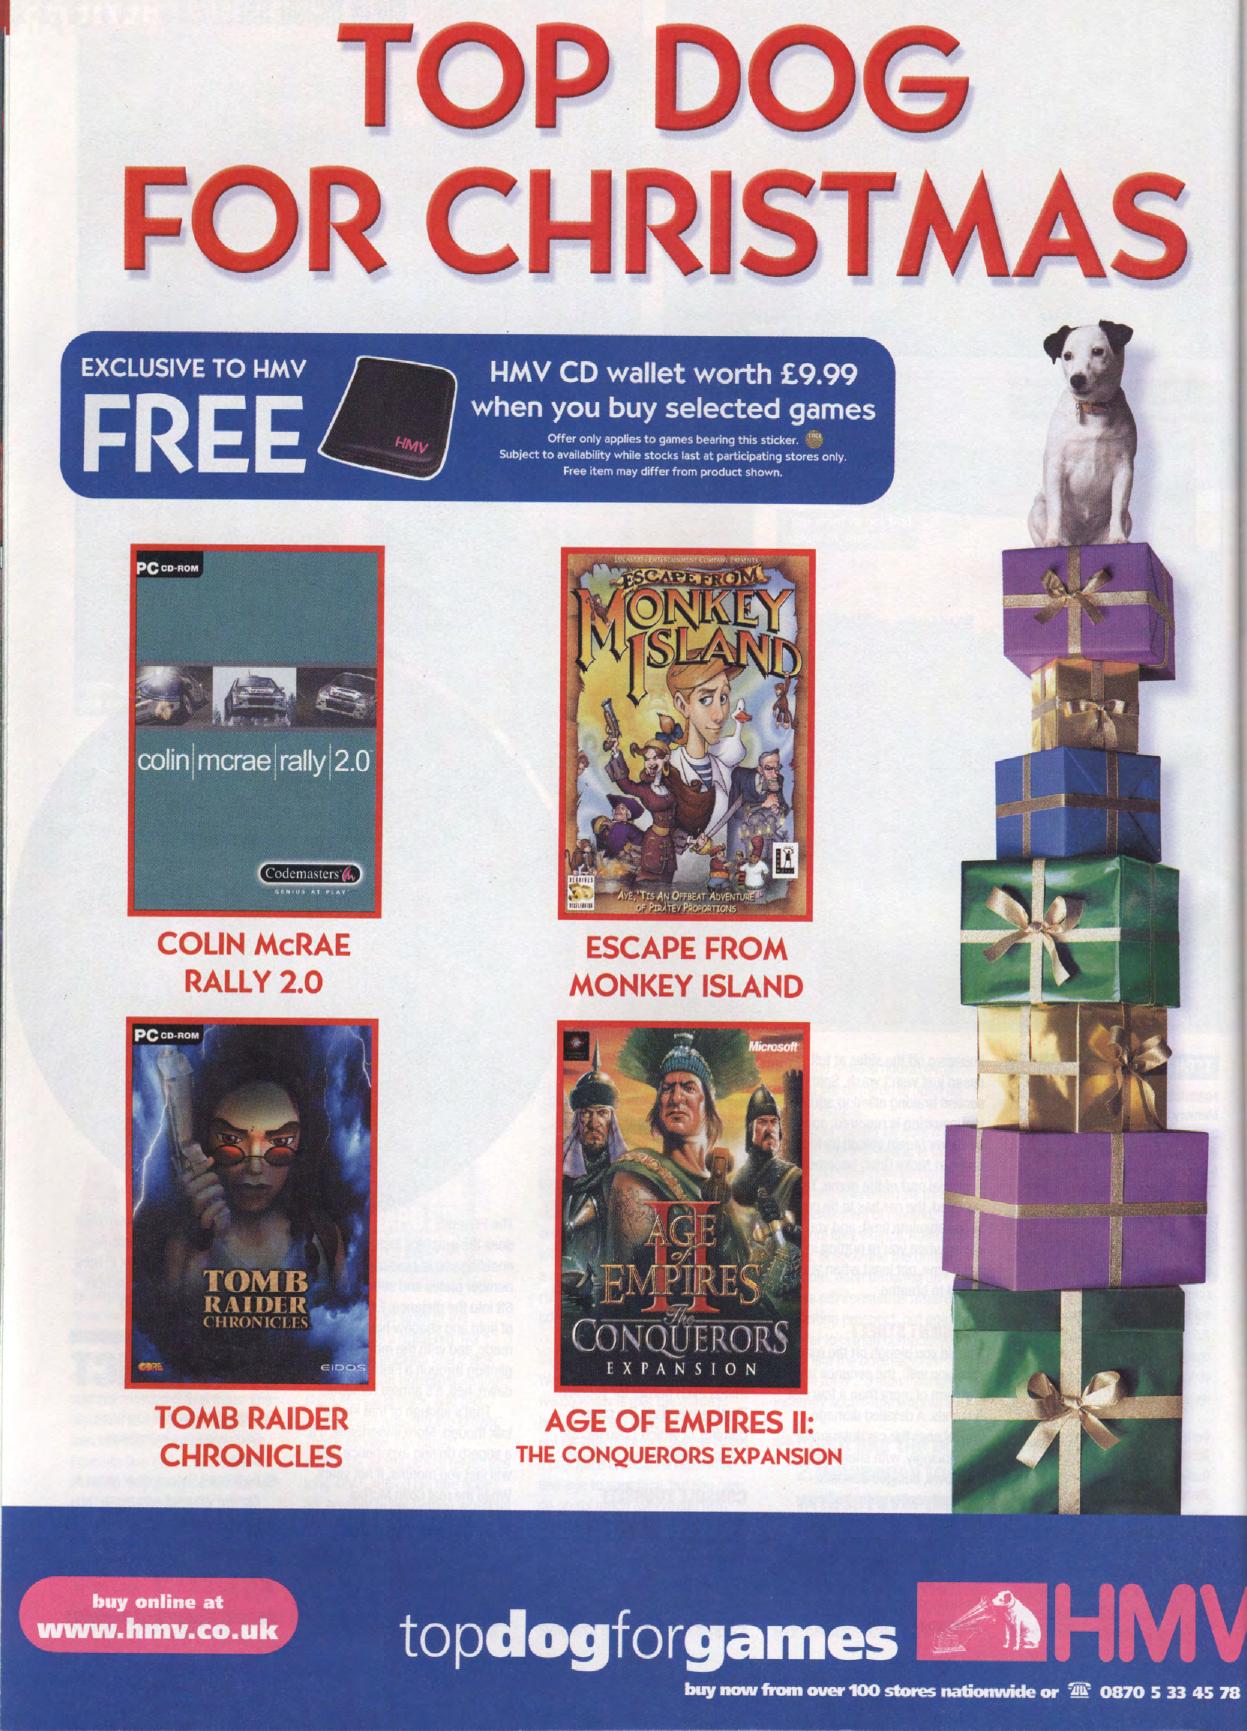 TOP DOG
FOR CHRISTMAS
EXCLUSIVE TO HMV
FREE
HMV
HMV CD wallet worth £9.99
when you buy selected games
Offer only applies to games bearing this sticker.
Subject to availability while stocks last at participating stores only.
Free item may differ from product shown.
PC CD-ROM
colin|mcrae|rally|2.0
Codemasters
GENIUS AT PLAY
COLIN McRAE
RALLY 2.0
ESCAPE FROM
MONKEY
ISLAND
AYE, 'TIS AN OFFBEAT ADVENTURE
OF PIRATEY PROPORTIONS
ESCAPE FROM
MONKEY ISLAND
PC CD-ROM
TOMB
RAIDER
CHRONICLES
CORE
EIDOS
TOMB RAIDER
CHRONICLES
Microsoft
II
AGE
of
EMPIRES
The
CONQUERORS
EXPANSION
AGE OF EMPIRES II:
THE CONQUERORS EXPANSION
buy online at
www.hmv.co.uk
topdogforgames
HMV
buy now from over 100 stores nationwide or ☎ 0870 5 33 45 78